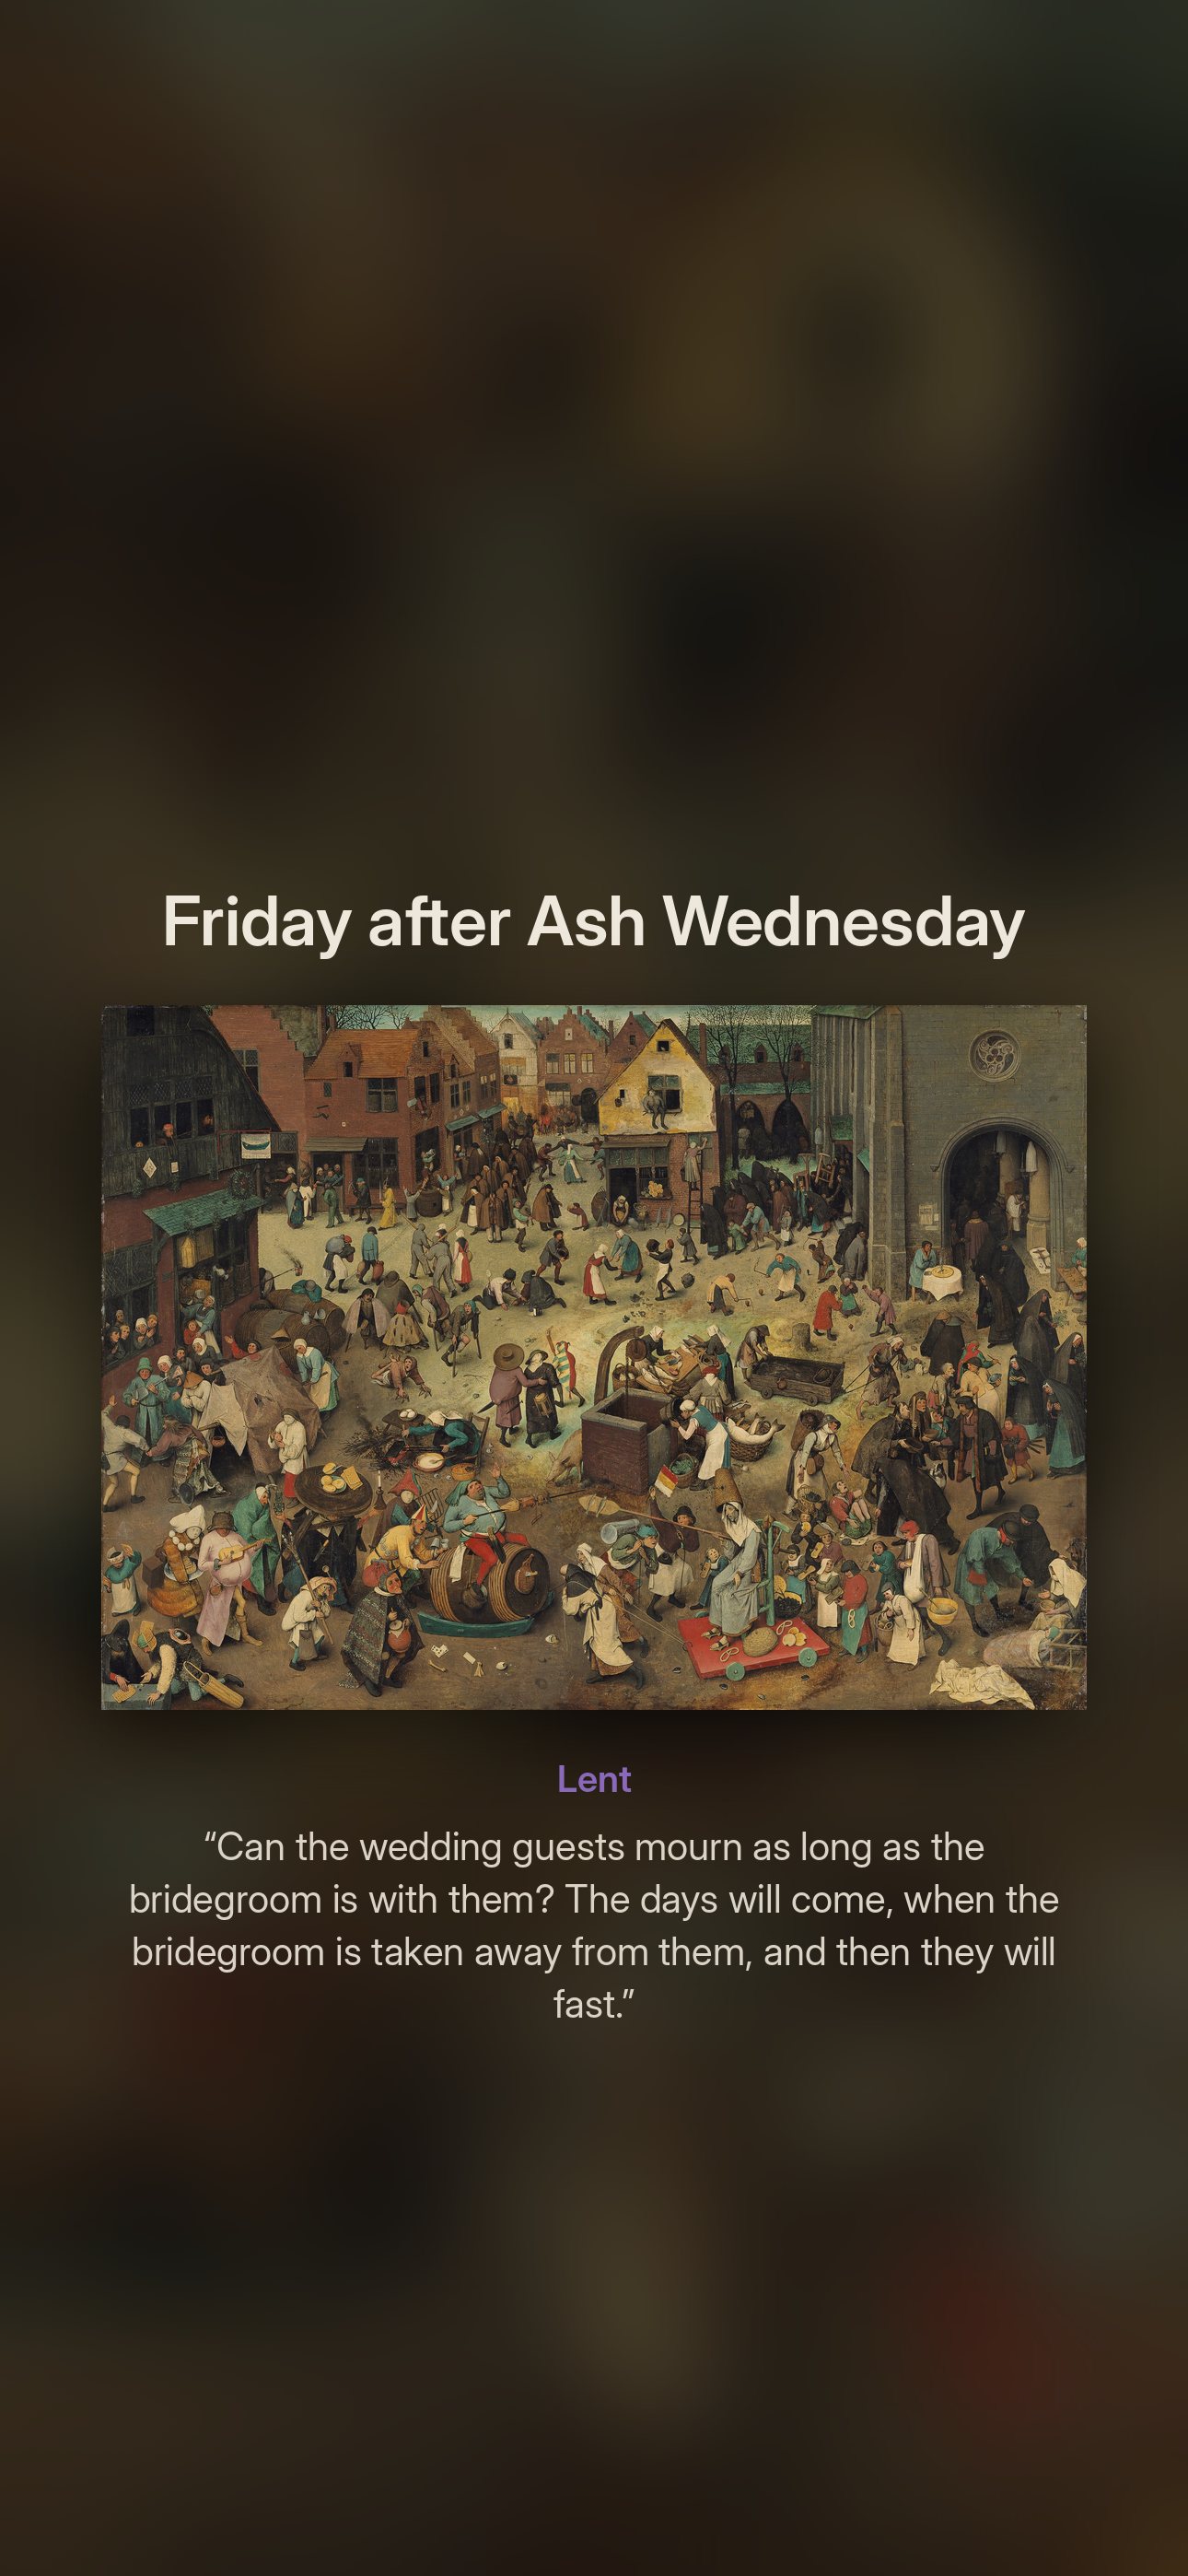 Friday after Ash Wednesday
Lent
“Can the wedding guests mourn as long as the
bridegroom is with them? The days will come, when the
bridegroom is taken away from them, and then they will
fast.”